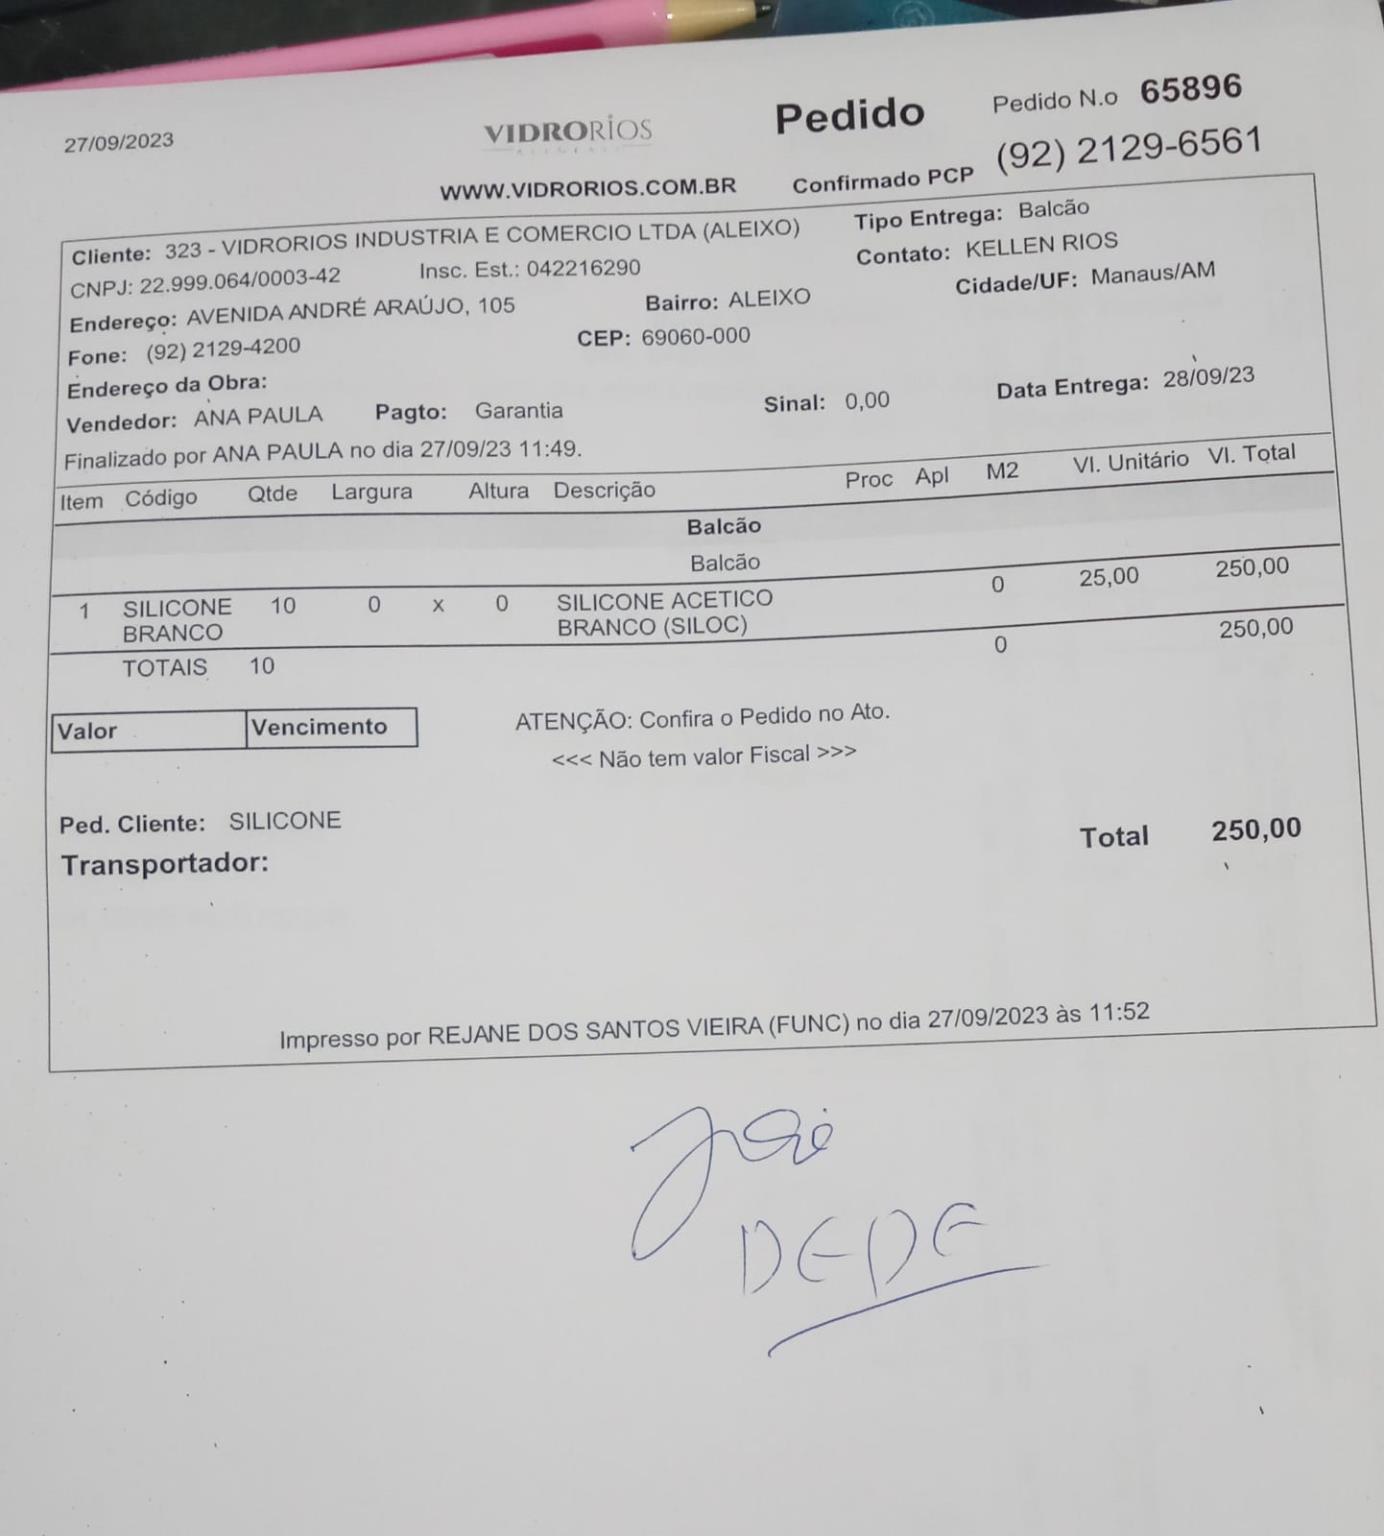 27/09/2023 VIDRORIOS Pedido Pedido N.o 65896
WWW.VIDRORIOS.COM.BR Confirmado PCP (92) 2129-6561
Cliente: 323 - VIDRORIOS INDUSTRIA E COMERCIO LTDA (ALEIXO) Tipo Entrega: Balcão
CNPJ: 22.999.064/0003-42 Insc. Est.: 042216290 Contato: KELLEN RIOS
Endereço: AVENIDA ANDRÉ ARAÚJO, 105 Bairro: ALEIXO Cidade/UF: Manaus/AM
Fone: (92) 2129-4200 CEP: 69060-000
Endereço da Obra:
Vendedor: ANA PAULA Pagto: Garantia Sinal: 0,00 Data Entrega: 28/09/23
Finalizado por ANA PAULA no dia 27/09/23 11:49.
Item Código Qtde Largura Altura Descrição Proc Apl M2 Vl. Unitário Vl. Total
Balcão
Balcão
1 SILICONE 10 0 x 0 SILICONE ACETICO 0 25,00 250,00
BRANCO BRANCO (SILOC)
TOTAIS 10 0 250,00
Valor Vencimento ATENÇÃO: Confira o Pedido no Ato.
<<< Não tem valor Fiscal >>>
Ped. Cliente: SILICONE
Total 250,00
Transportador:
Impresso por REJANE DOS SANTOS VIEIRA (FUNC) no dia 27/09/2023 às 11:52
DEDE